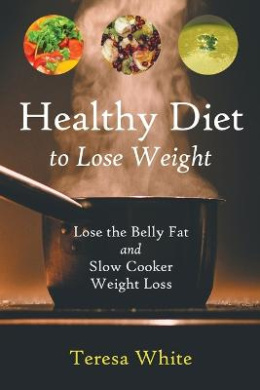 Healthy Diet
to Lose Weight
Lose the Belly Fat
and
Slow Cooker
Weight Loss
Teresa White